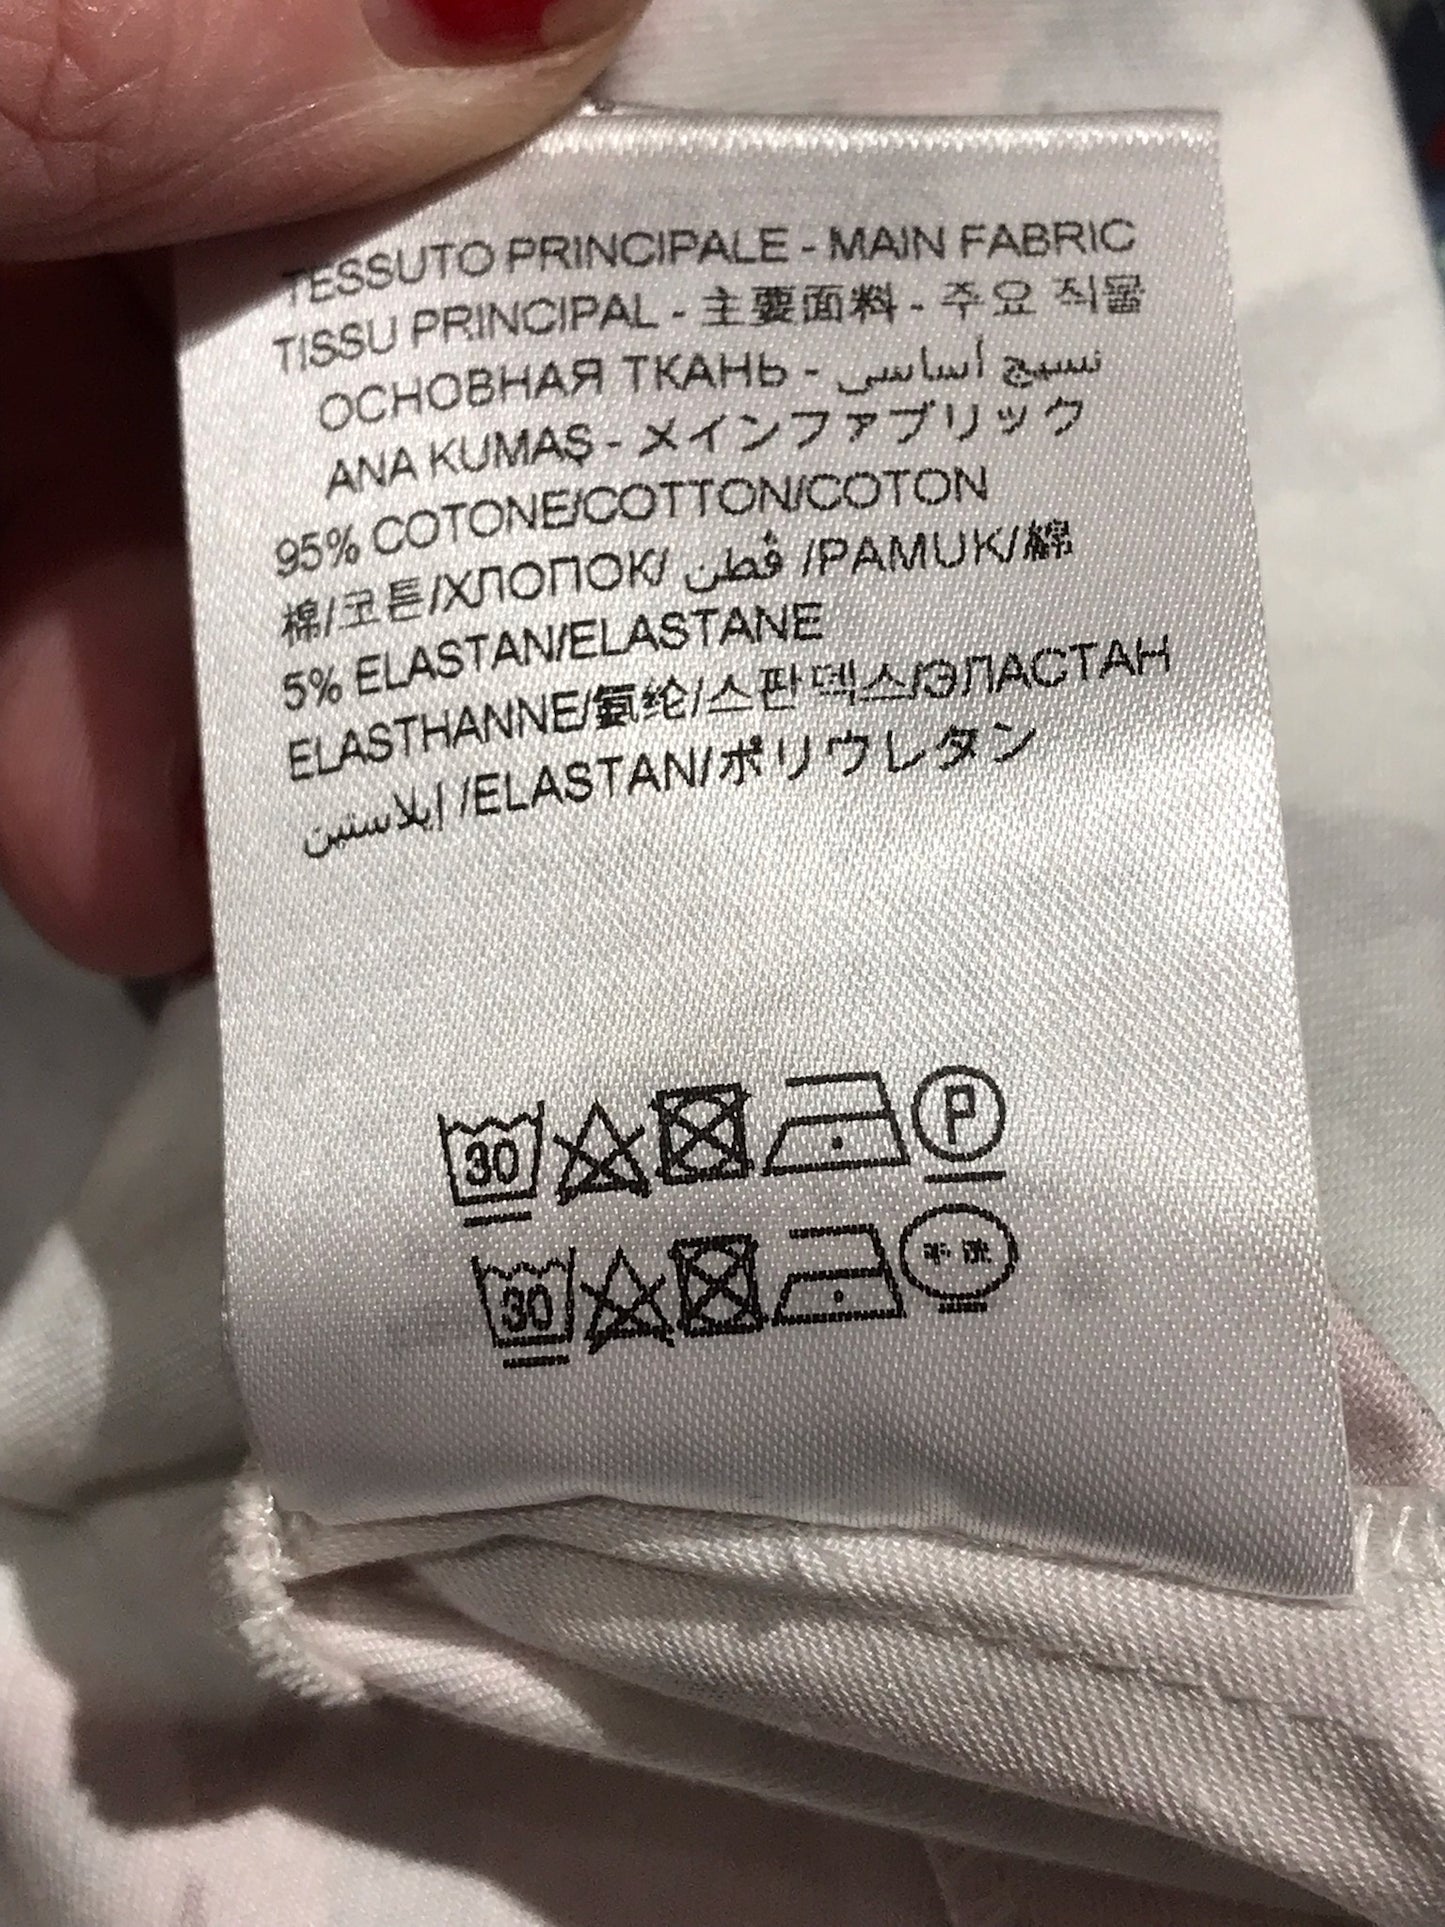 TESSUTO PRINCIPALE - MAIN FABRIC
TISSU PRINCIPAL - 主要面料 - 주요 직물
ОСНОВНАЯ ТКАНЬ - نسيج أساسي
ANA KUMAŞ - メインファブリック
95% COTONE/COTTON/COTON
棉/코튼/ХЛОПОК/ قُطن /PAMUK/綿
5% ELASTAN/ELASTANE
ELASTHANNE/氨纶/스판덱스/ЭЛАСТАН
إيلاستين /ELASTAN/ポリウレタン
30 P
30